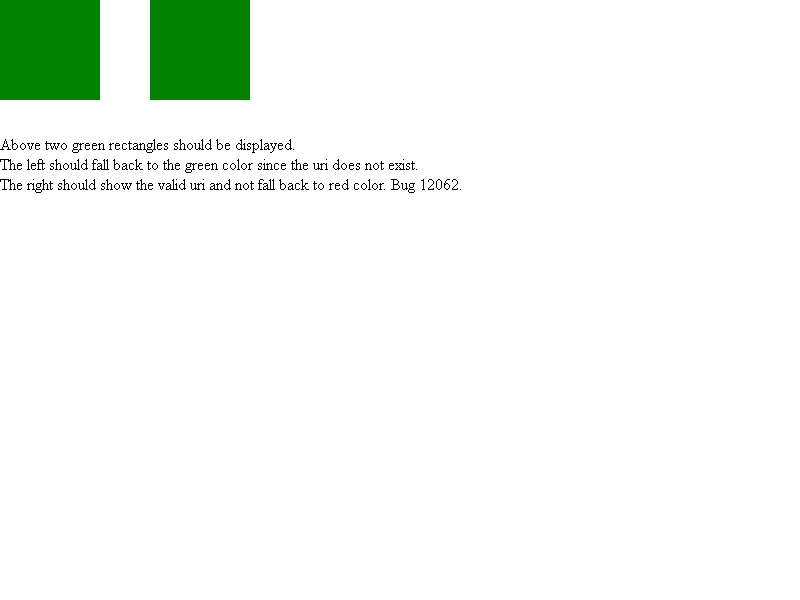 Above two green rectangles should be displayed.
The left should fall back to the green color since the uri does not exist.
The right should show the valid uri and not fall back to red color. Bug 12062.